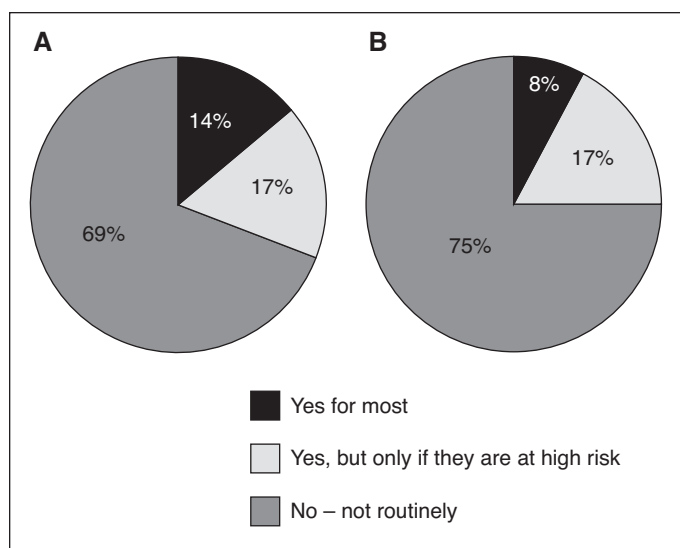 A
B
14%
17%
69%
8%
17%
75%
Yes for most
Yes, but only if they are at high risk
No – not routinely